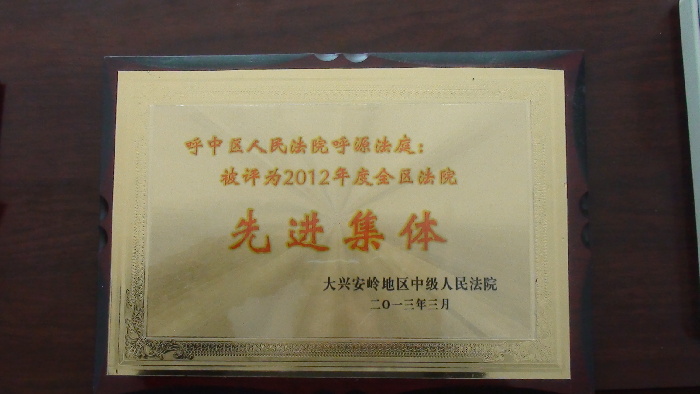 呼中区人民法院呼源法庭：
被评为2012年度全区法院
先进集体
大兴安岭地区中级人民法院
二〇一三年三月